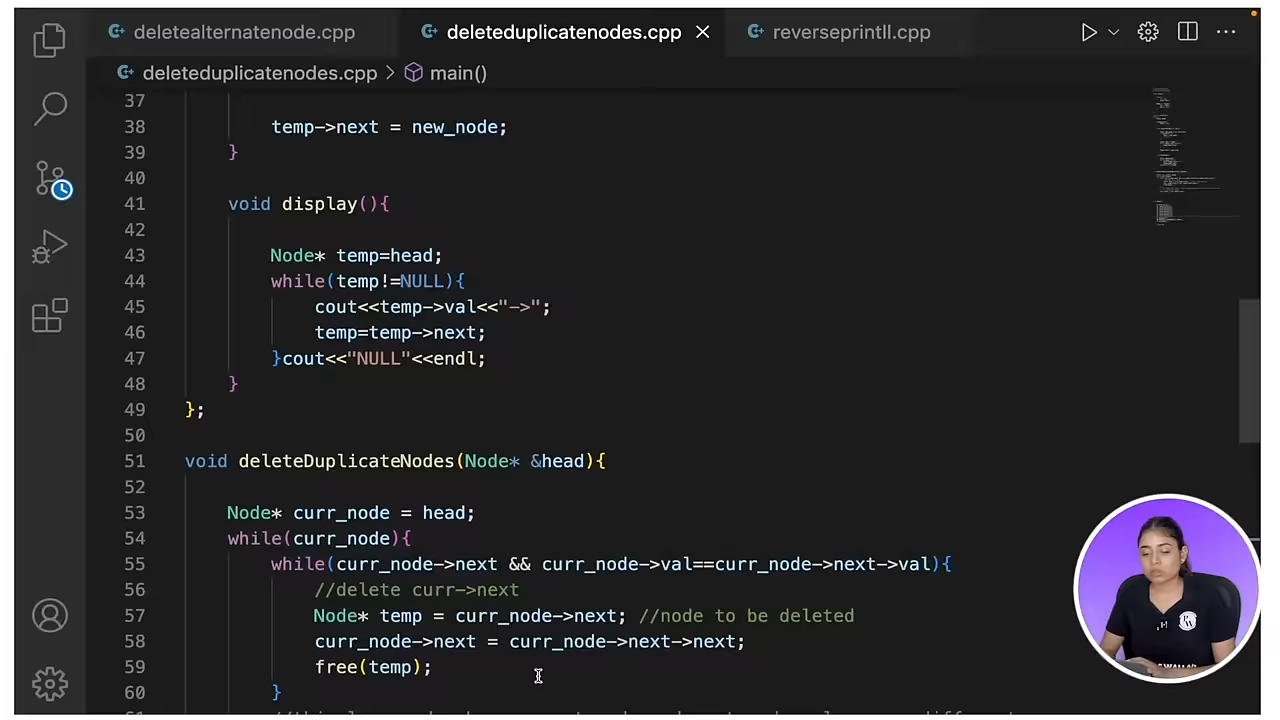 deletealternatenode.cpp
deleteduplicatenodes.cpp
reverseprintll.cpp
deleteduplicatenodes.cpp > main()
37
38 temp->next = new_node;
39 }
40
41 void display(){
42
43 Node* temp=head;
44 while(temp!=NULL){
45 cout<<temp->val<<"->";
46 temp=temp->next;
47 }cout<<"NULL"<<endl;
48 }
49 };
50
51 void deleteDuplicateNodes(Node* &head){
52
53 Node* curr_node = head;
54 while(curr_node){
55 while(curr_node->next && curr_node->val==curr_node->next->val){
56 //delete curr->next
57 Node* temp = curr_node->next; //node to be deleted
58 curr_node->next = curr_node->next->next;
59 free(temp);
60 }